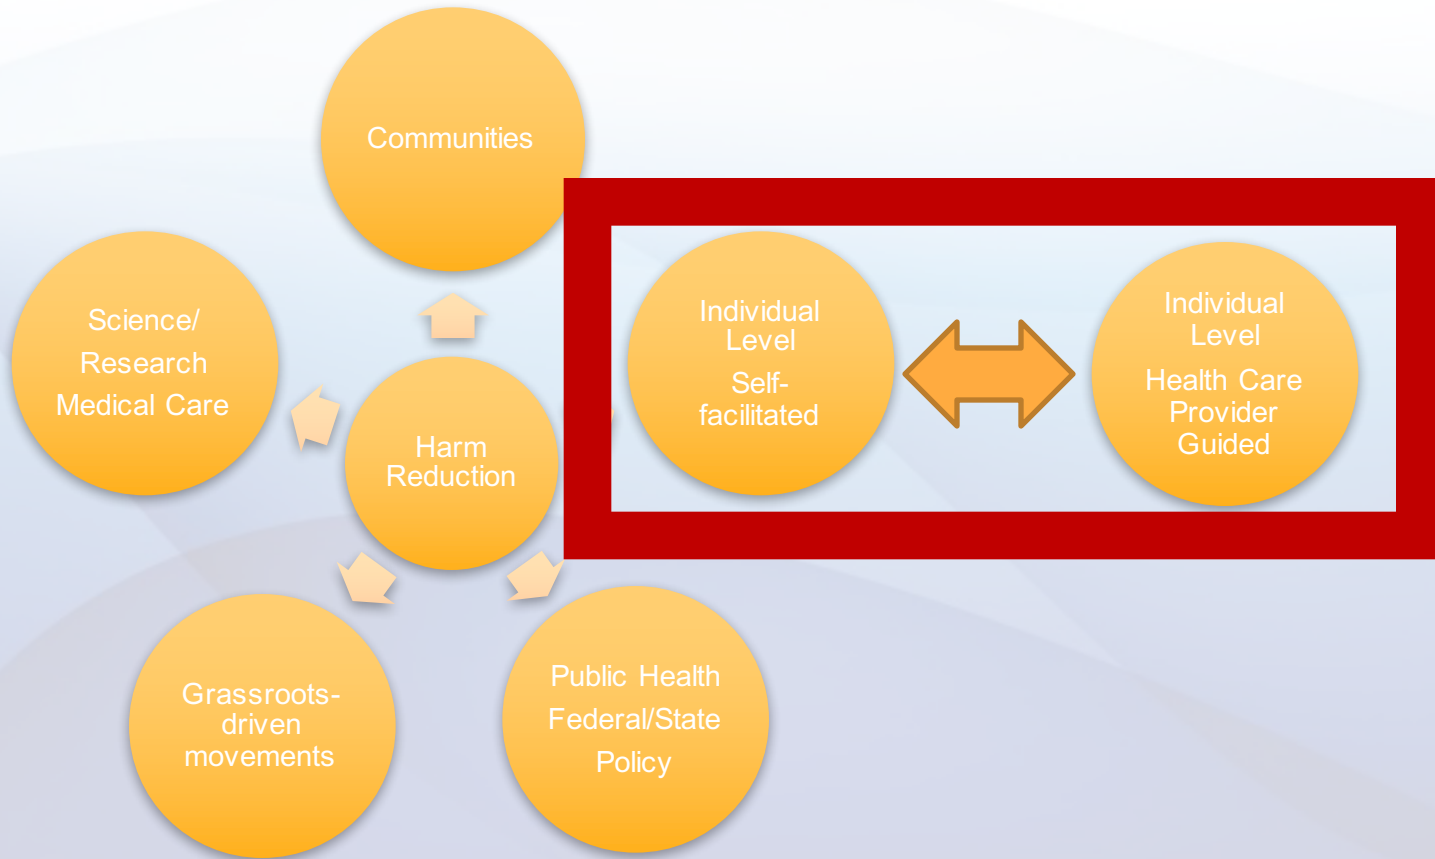 Communities
Science/
Research
Medical Care
Harm
Reduction
Individual
Level
Self-
facilitated
Individual
Level
Health Care
Provider
Guided
Grassroots-
driven
movements
Public Health
Federal/State
Policy